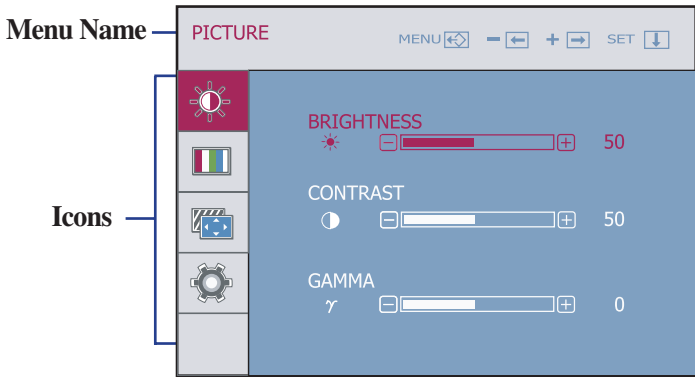 Menu Name
PICTURE MENU - + SET
Icons
BRIGHTNESS
50
CONTRAST
50
GAMMA
γ 0